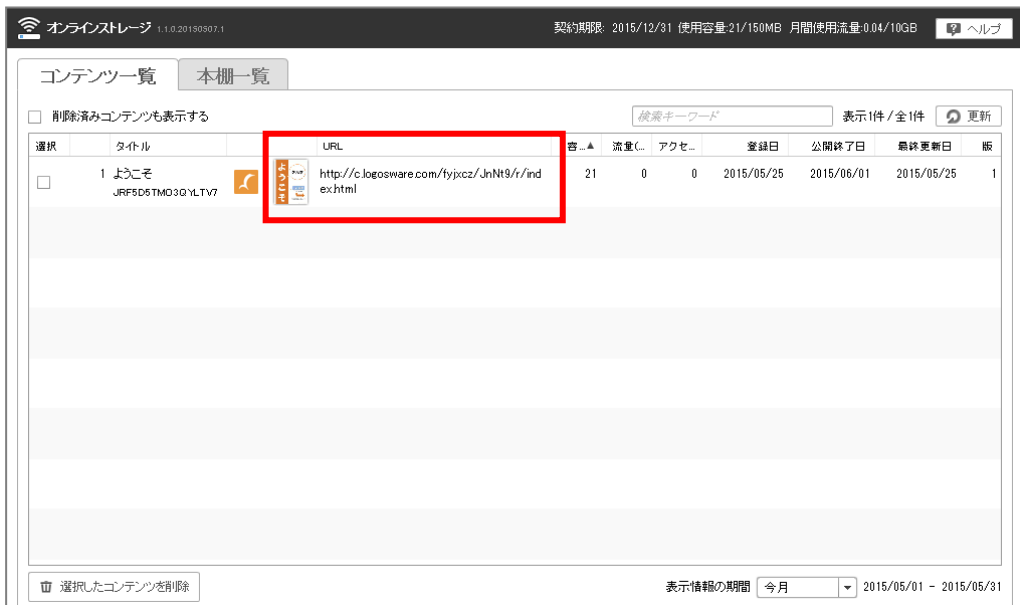 オンラインストレージ 1.1.0.20150507.1 契約期限: 2015/12/31 使用容量:21/150MB 月間使用流量:0.04/10GB ヘルプ
コンテンツ一覧 本棚一覧
削除済みコンテンツも表示する 検索キーワード 表示1件/全1件 更新
選択 タイトル URL 容...▲ 流量(... アクセ... 登録日 公開終了日 最終更新日 版
1 ようこそ ようこそ http://c.logosware.com/fyjxcz/JnNt9/r/ind 21 0 0 2015/05/25 2015/06/01 2015/05/25 1
JRF5D5TMO3QYLTV7 ex.html
選択したコンテンツを削除 表示情報の期間 今月 2015/05/01 - 2015/05/31